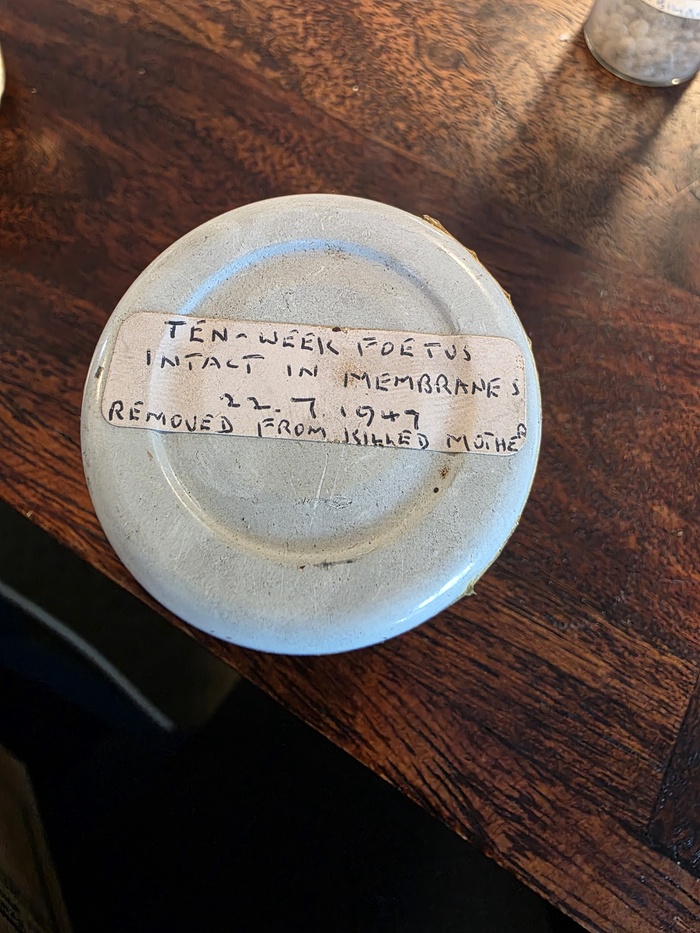 TEN-WEEK FOETUS
INTACT IN MEMBRANES
22.7.1947
REMOVED FROM KILLED MOTHER